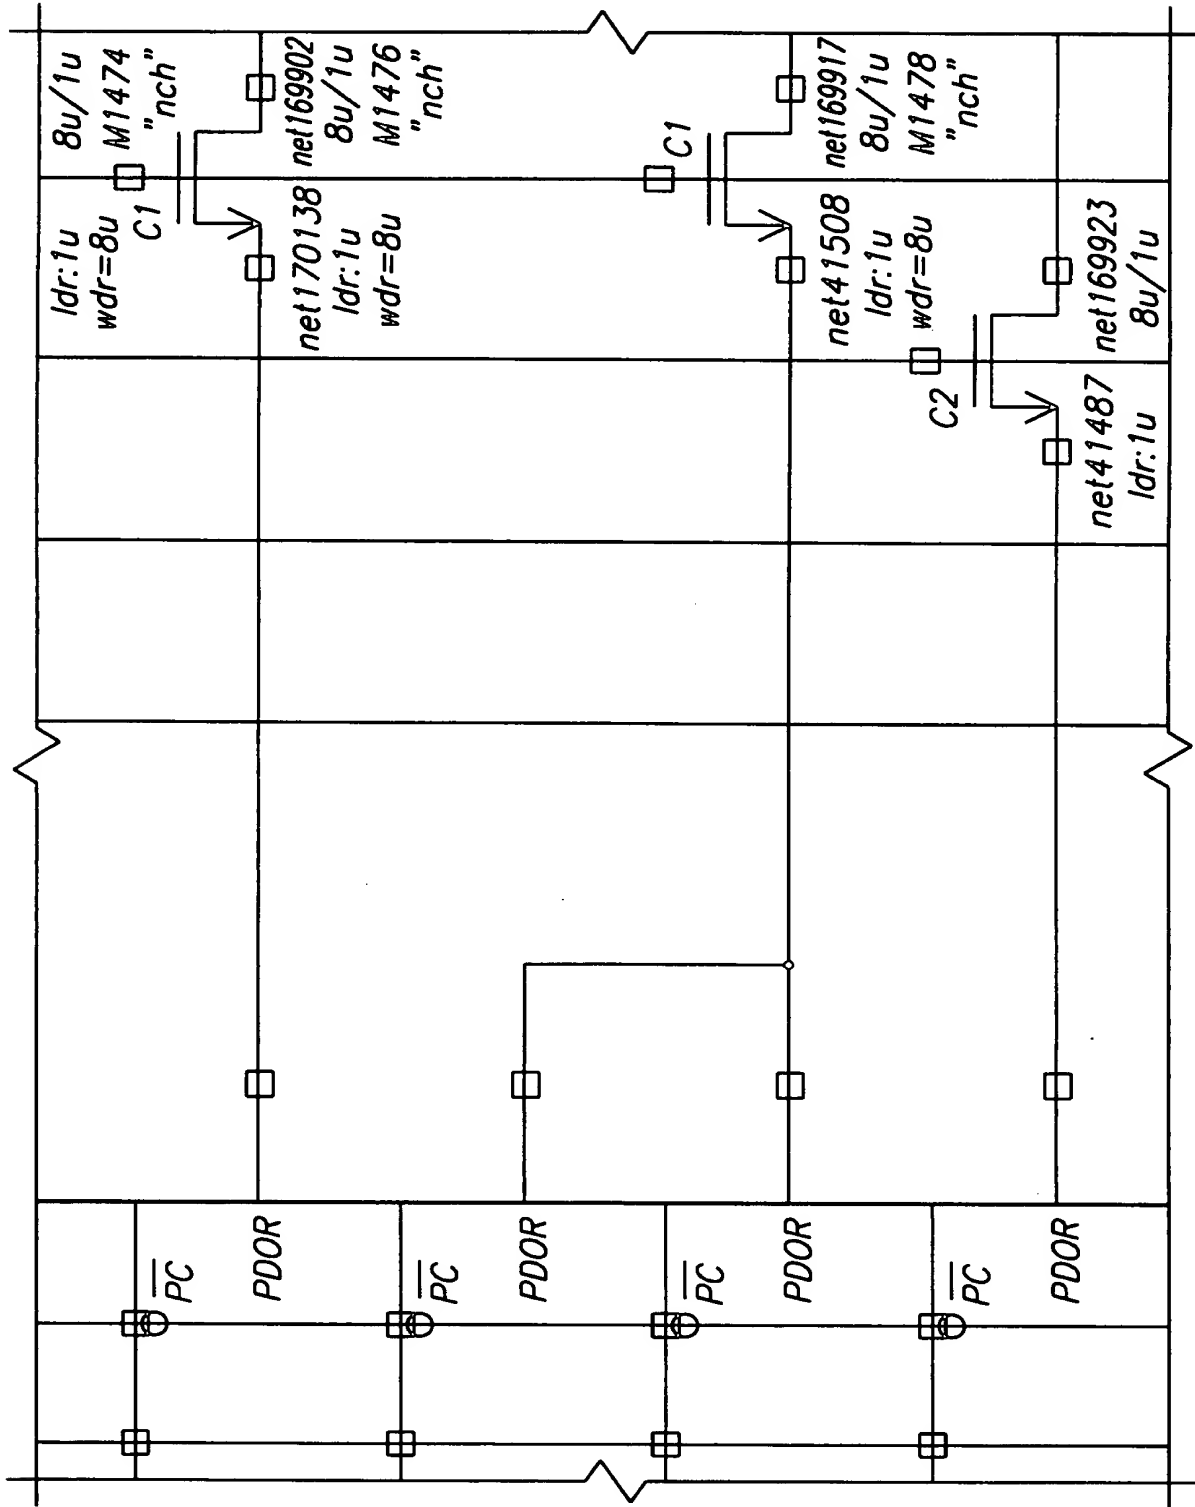 ldr:1u
wdr=8u
8u/1u
M1474
"nch"
PC
C1
PDOR
net170138
ldr:1u
wdr=8u
net169902
8u/1u
M1476
"nch"
PC
PDOR
PC
C1
PDOR
net41508
ldr:1u
wdr=8u
net169917
8u/1u
M1478
"nch"
PC
C2
PDOR
net41487
ldr:1u
net169923
8u/1u